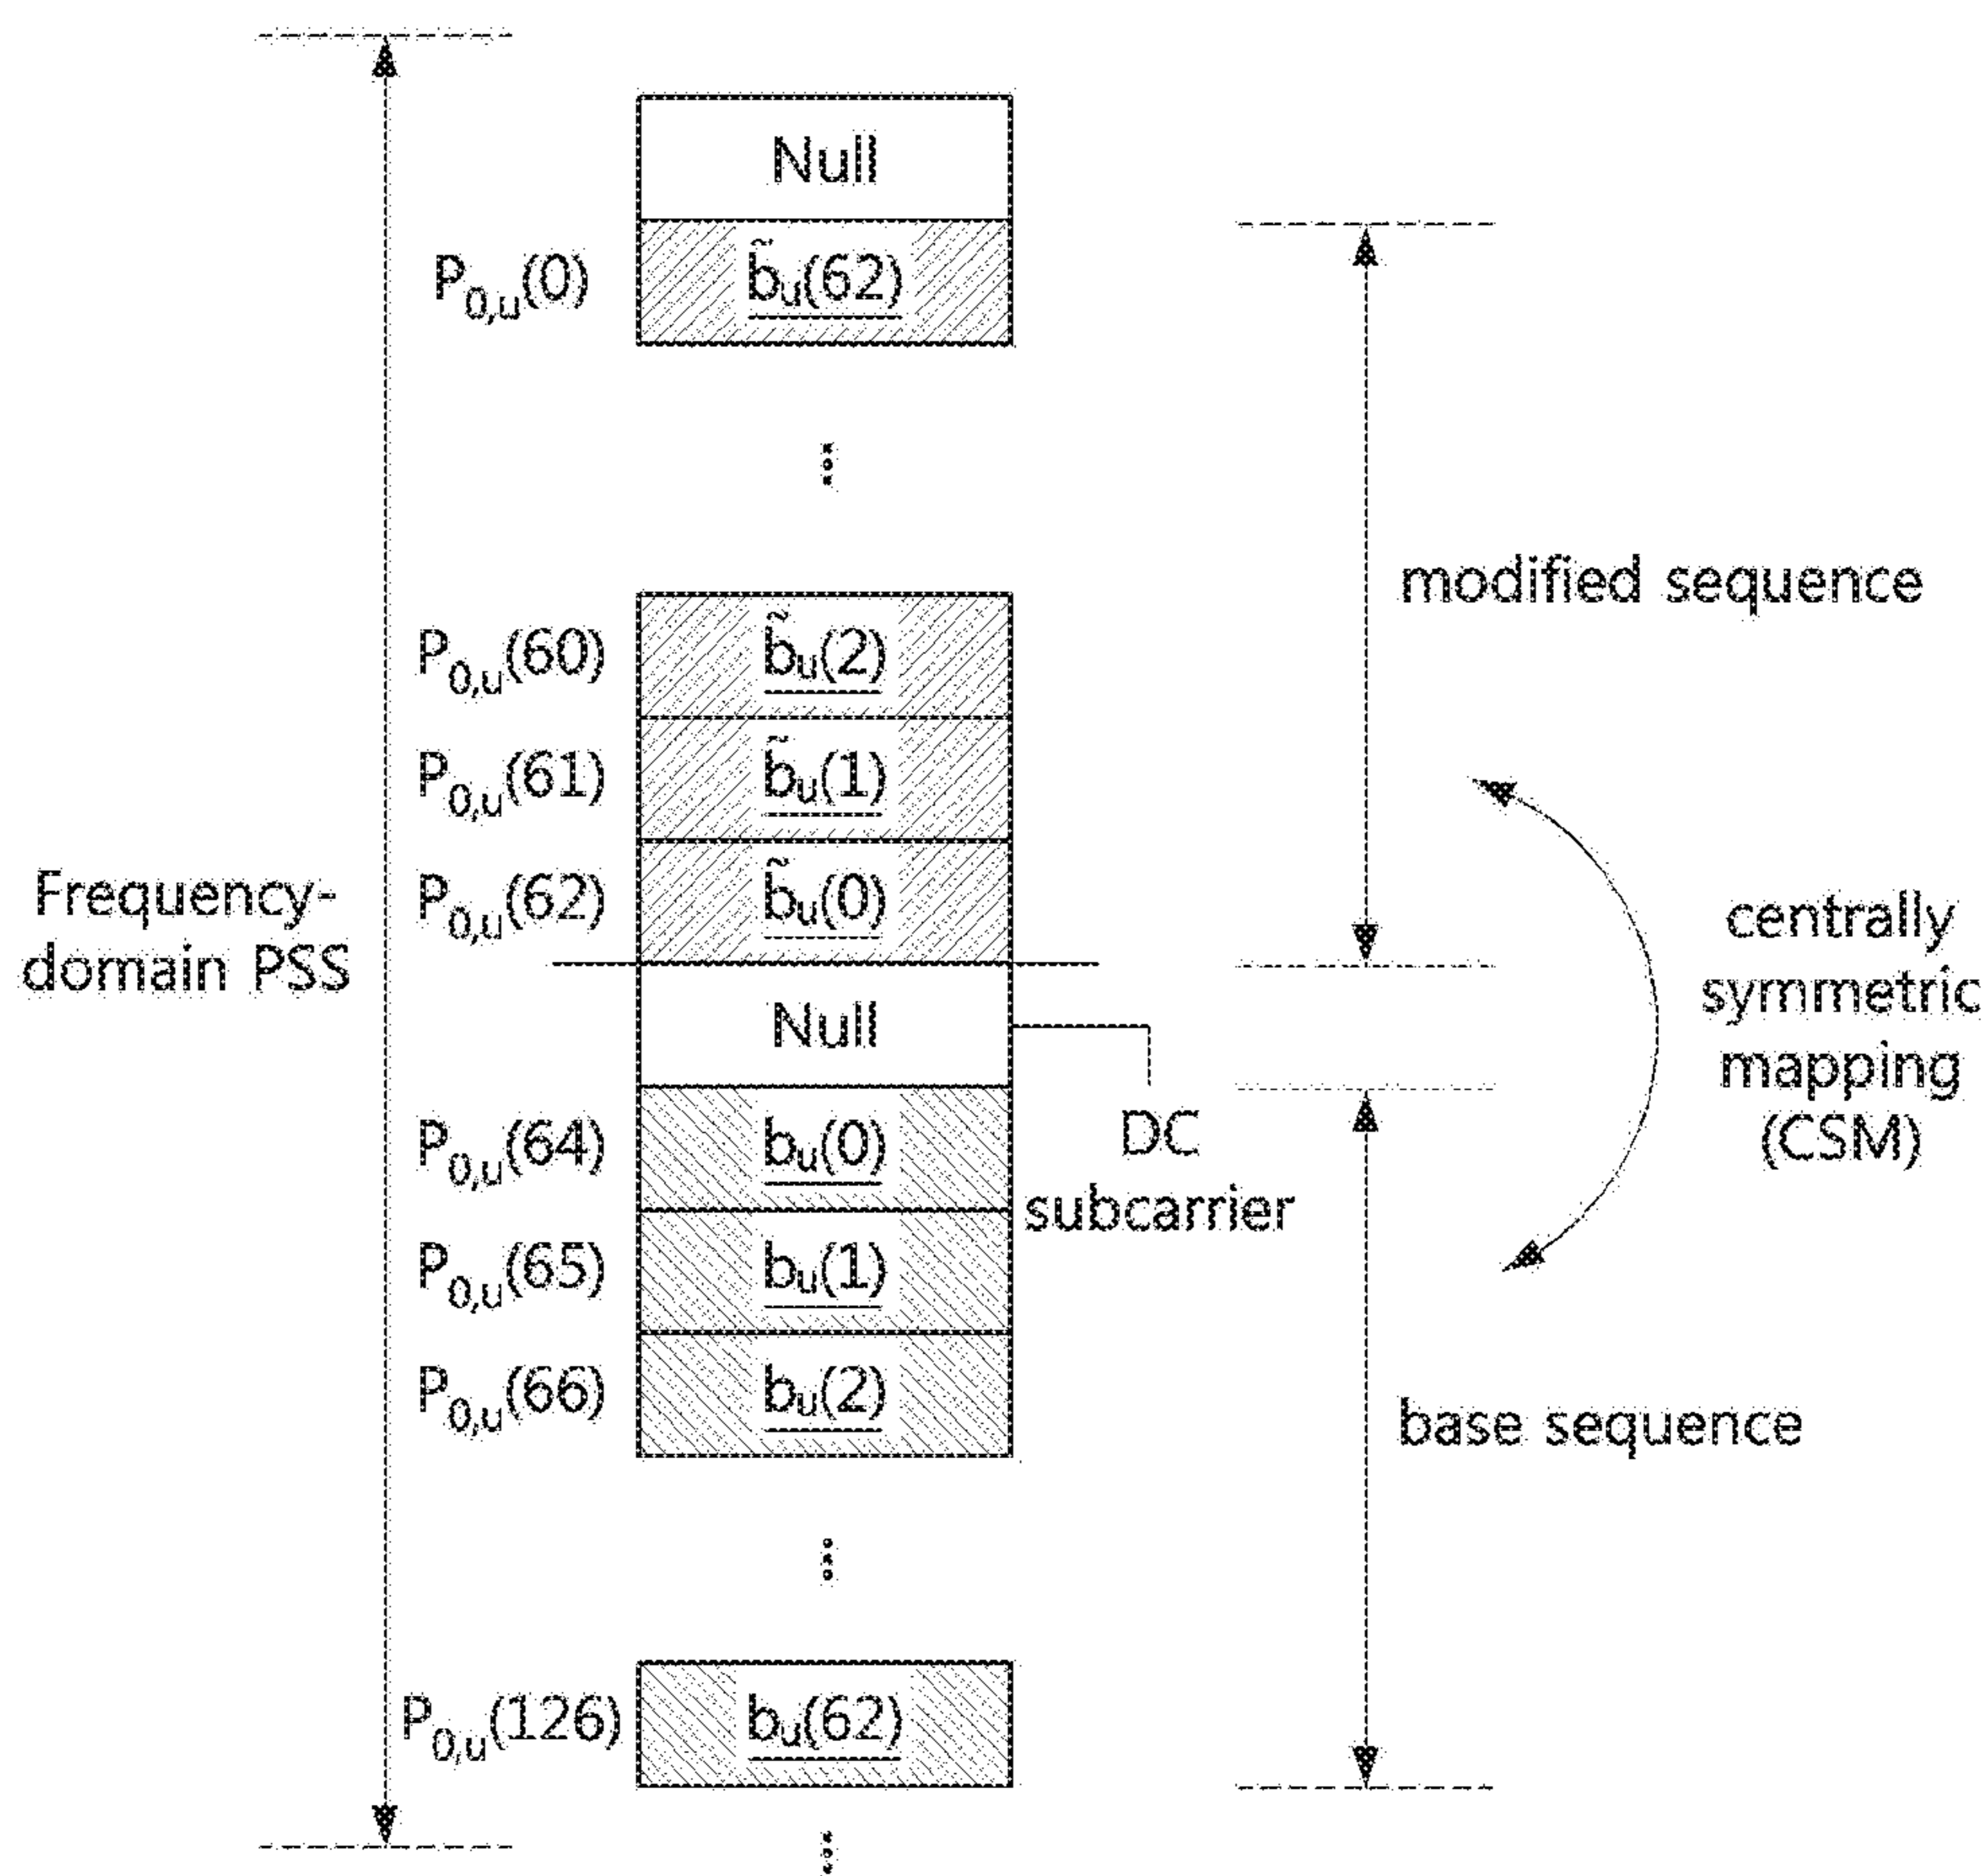 Null
P₀,ᵤ(0)
b̃ᵤ(62)
⋮
modified sequence
P₀,ᵤ(60)
b̃ᵤ(2)
P₀,ᵤ(61)
b̃ᵤ(1)
P₀,ᵤ(62)
b̃ᵤ(0)
Frequency-
domain PSS
centrally
symmetric
mapping
(CSM)
Null
DC
subcarrier
P₀,ᵤ(64)
bᵤ(0)
P₀,ᵤ(65)
bᵤ(1)
P₀,ᵤ(66)
bᵤ(2)
base sequence
⋮
P₀,ᵤ(126)
bᵤ(62)
⋮